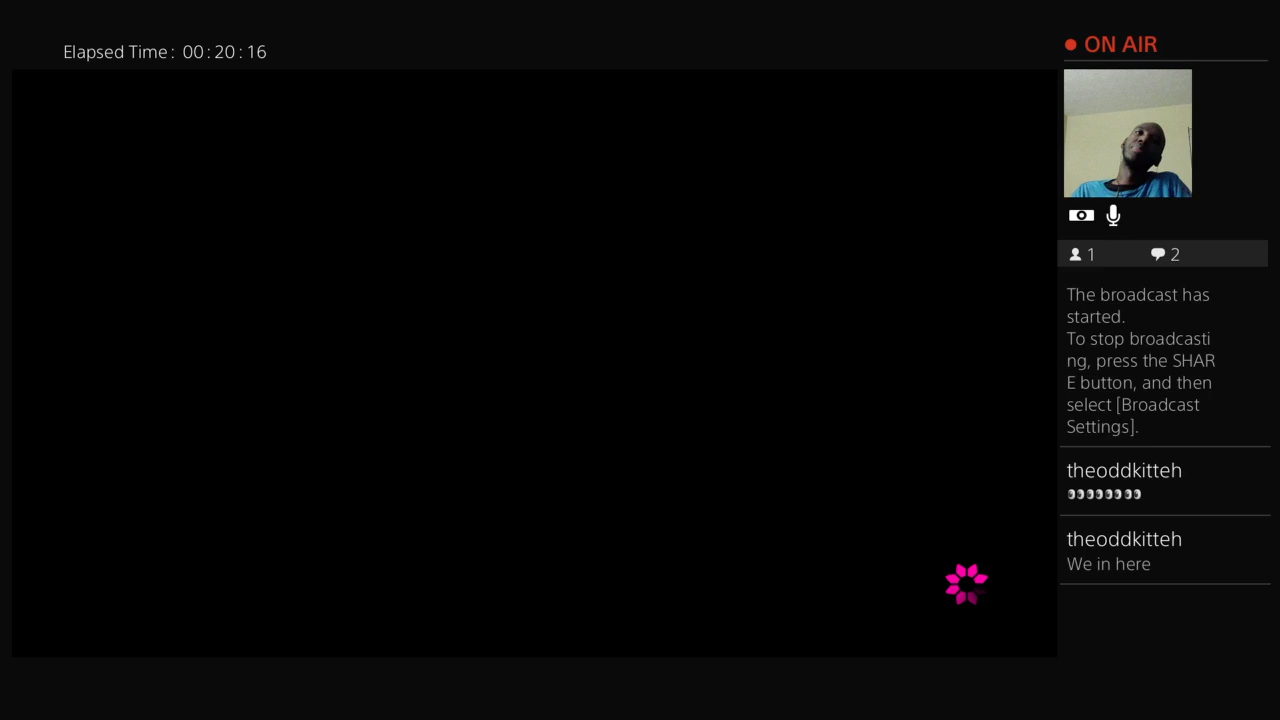 Elapsed Time: 00:20:16
ON AIR
1 2
The broadcast has
started.
To stop broadcasti
ng, press the SHAR
E button, and then
select [Broadcast
Settings].
theoddkitteh
👀👀👀👀
theoddkitteh
We in here